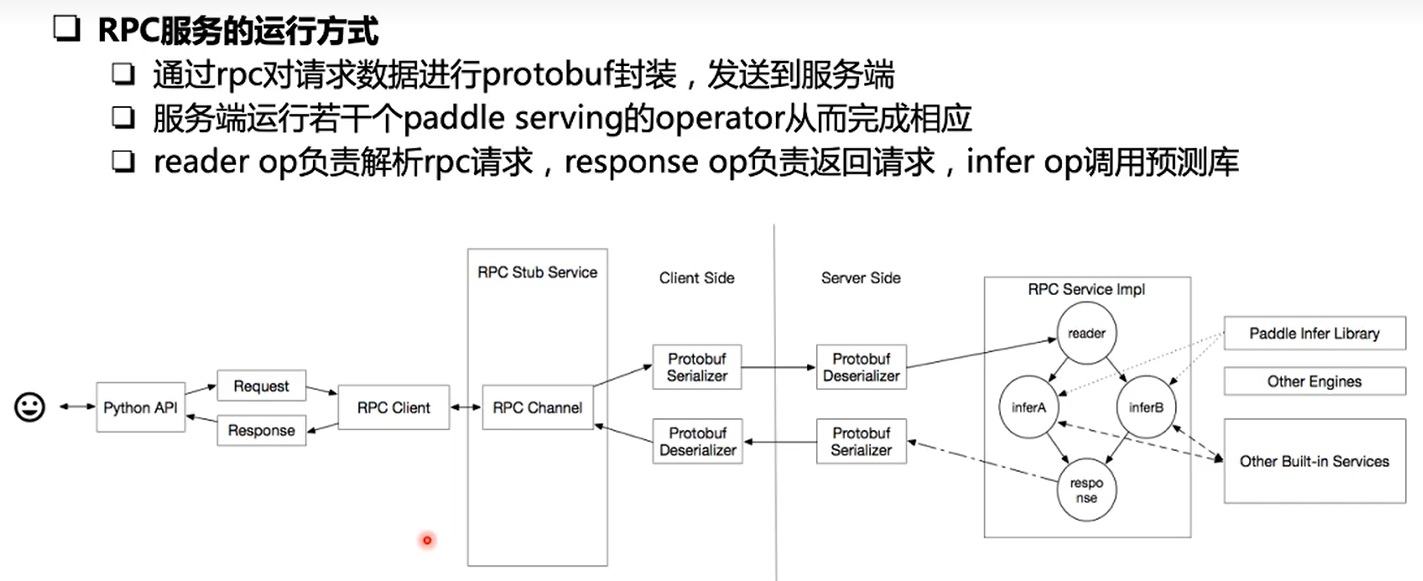 RPC服务的运行方式
通过rpc对请求数据进行protobuf封装，发送到服务端
服务端运行若干个paddle serving的operator从而完成相应
reader op负责解析rpc请求，response op负责返回请求，infer op调用预测库
RPC Stub Service
Client Side
Server Side
RPC Service Impl
reader
Paddle Infer Library
Protobuf
Serializer
Protobuf
Deserializer
Other Engines
Python API
Request
Response
RPC Client
RPC Channel
inferA
inferB
Protobuf
Deserializer
Protobuf
Serializer
Other Built-in Services
respo
nse